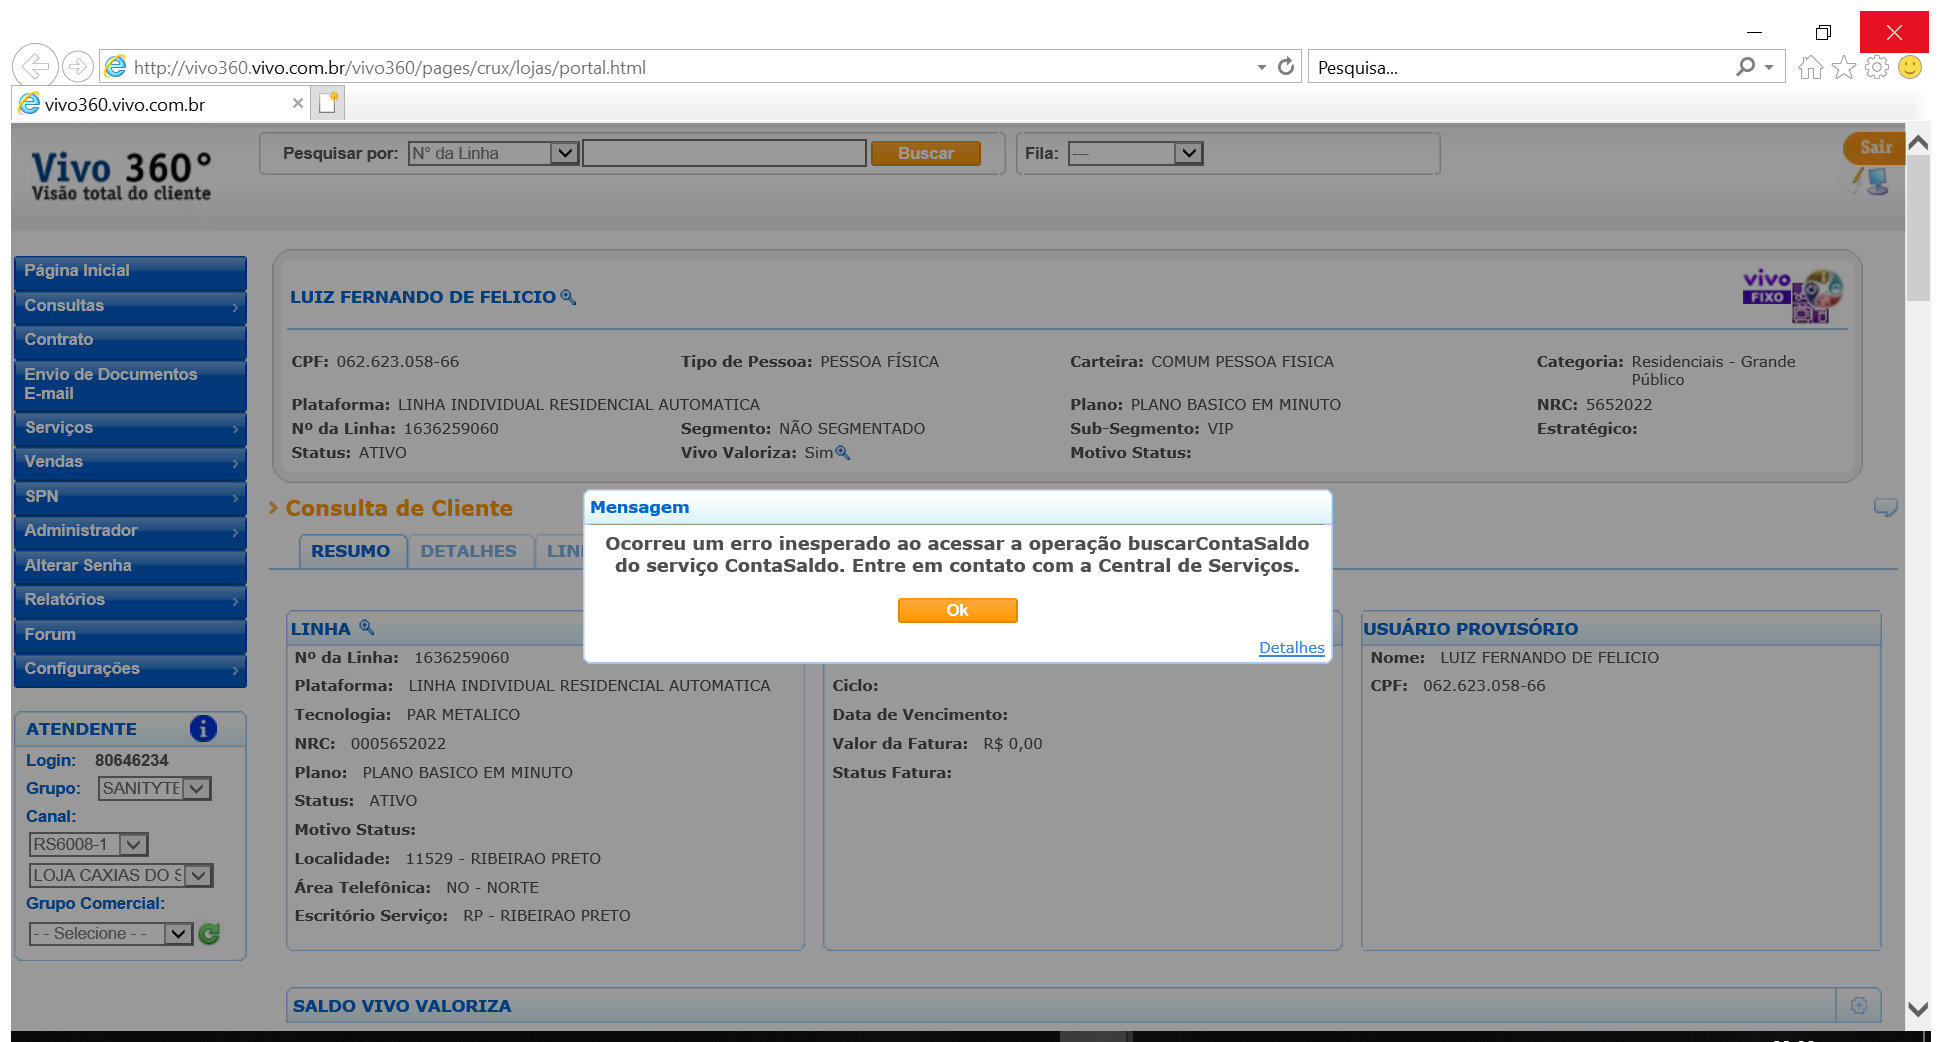 http://vivo360.vivo.com.br/vivo360/pages/crux/lojas/portal.html
Pesquisa...
vivo360.vivo.com.br
Vivo 360°
Visão total do cliente
Pesquisar por: N° da Linha Buscar
Fila: ---
Sair
Página Inicial
Consultas
Contrato
Envio de Documentos
E-mail
Serviços
Vendas
SPN
Administrador
Alterar Senha
Relatórios
Forum
Configurações
ATENDENTE
Login: 80646234
Grupo: SANITYTE
Canal:
RS6008-1
LOJA CAXIAS DO S
Grupo Comercial:
- - Selecione - -
LUIZ FERNANDO DE FELICIO
vivo
FIXO
CPF: 062.623.058-66 Tipo de Pessoa: PESSOA FÍSICA Carteira: COMUM PESSOA FISICA Categoria: Residenciais - Grande
Público
Plataforma: LINHA INDIVIDUAL RESIDENCIAL AUTOMATICA Plano: PLANO BASICO EM MINUTO NRC: 5652022
Nº da Linha: 1636259060 Segmento: NÃO SEGMENTADO Sub-Segmento: VIP Estratégico:
Status: ATIVO Vivo Valoriza: Sim Motivo Status:
Consulta de Cliente
RESUMO DETALHES LIN
Mensagem
Ocorreu um erro inesperado ao acessar a operação buscarContaSaldo
do serviço ContaSaldo. Entre em contato com a Central de Serviços.
Ok
Detalhes
LINHA
Nº da Linha: 1636259060
Plataforma: LINHA INDIVIDUAL RESIDENCIAL AUTOMATICA
Tecnologia: PAR METALICO
NRC: 0005652022
Plano: PLANO BASICO EM MINUTO
Status: ATIVO
Motivo Status:
Localidade: 11529 - RIBEIRAO PRETO
Área Telefônica: NO - NORTE
Escritório Serviço: RP - RIBEIRAO PRETO
Ciclo:
Data de Vencimento:
Valor da Fatura: R$ 0,00
Status Fatura:
USUÁRIO PROVISÓRIO
Nome: LUIZ FERNANDO DE FELICIO
CPF: 062.623.058-66
SALDO VIVO VALORIZA